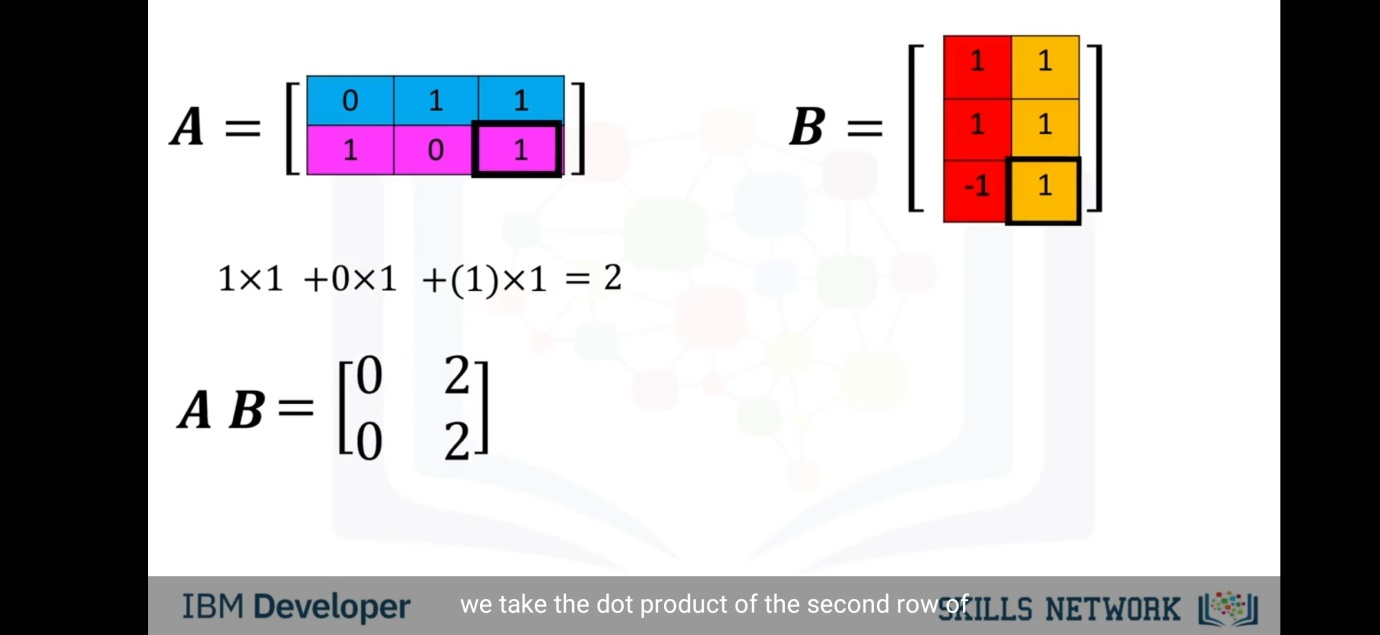 A = [ 0 1 1
1 0 1 ]
B = [ 1 1
1 1
-1 1 ]
1×1 +0×1 +(1)×1 = 2
A B = [ 0 2
0 2 ]
IBM Developer
we take the dot product of the second row of
SKILLS NETWORK